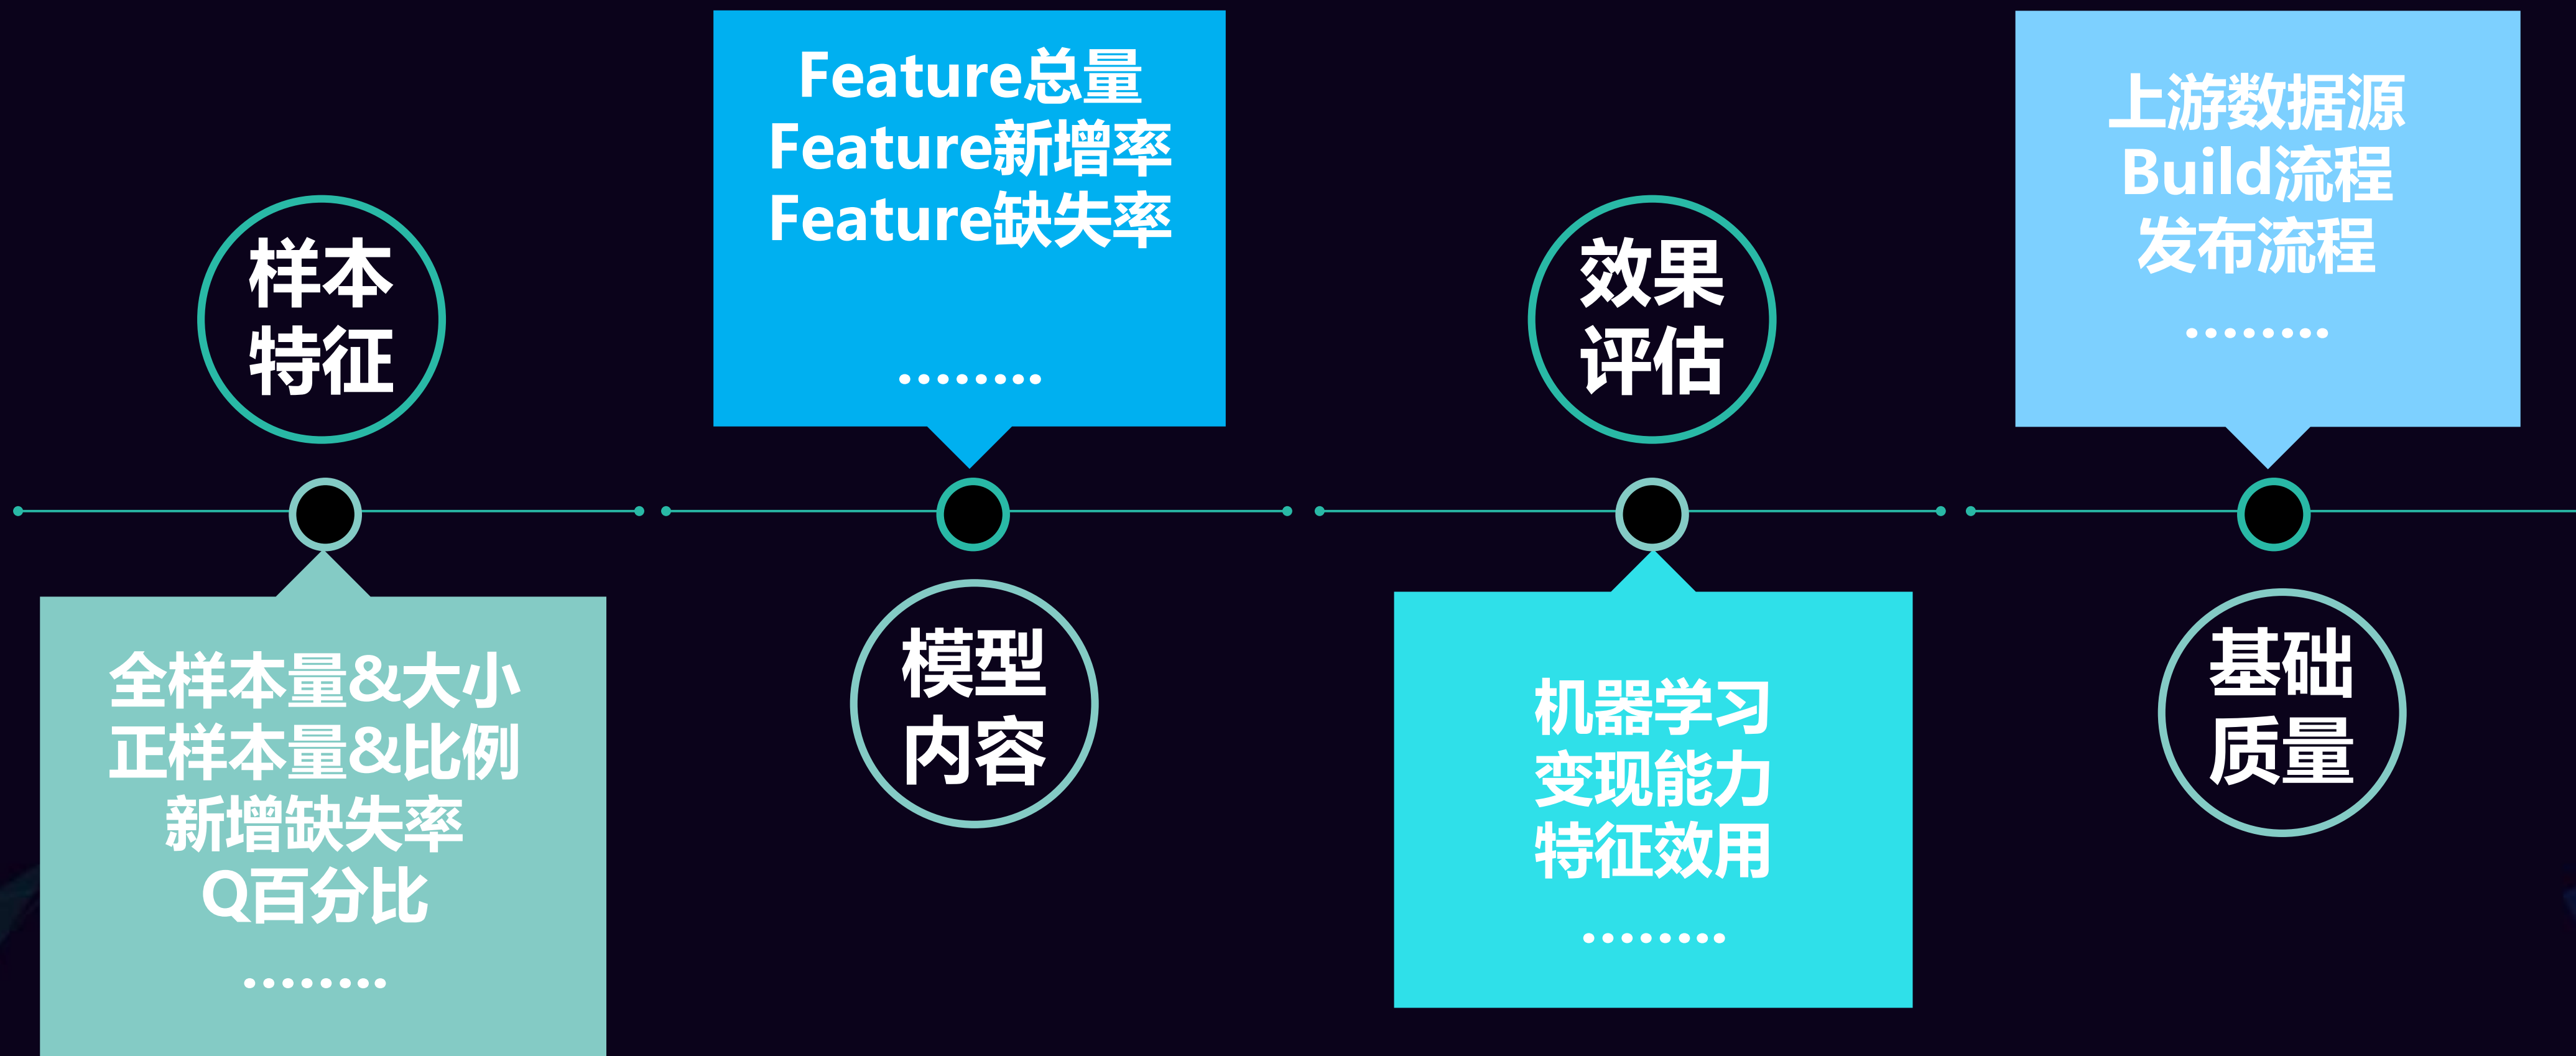 样本
特征
全样本量&大小
正样本量&比例
新增缺失率
Q百分比
........
Feature总量
Feature新增率
Feature缺失率
........
模型
内容
效果
评估
机器学习
变现能力
特征效用
........
上游数据源
Build流程
发布流程
........
基础
质量